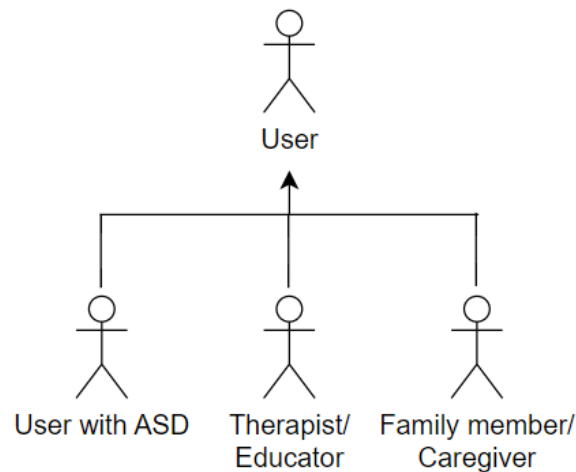 User
User with ASD
Therapist/
Educator
Family member/
Caregiver